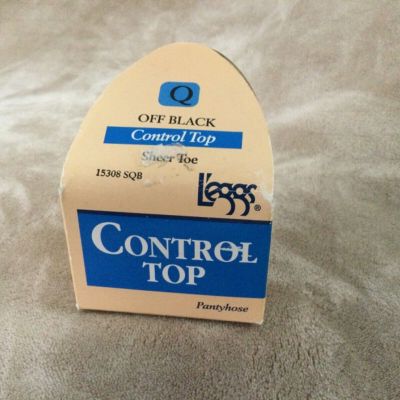 Q
OFF BLACK
Control Top
Sheer Toe
15308 SQB
L'eggs®
CONTROL
TOP
Pantyhose